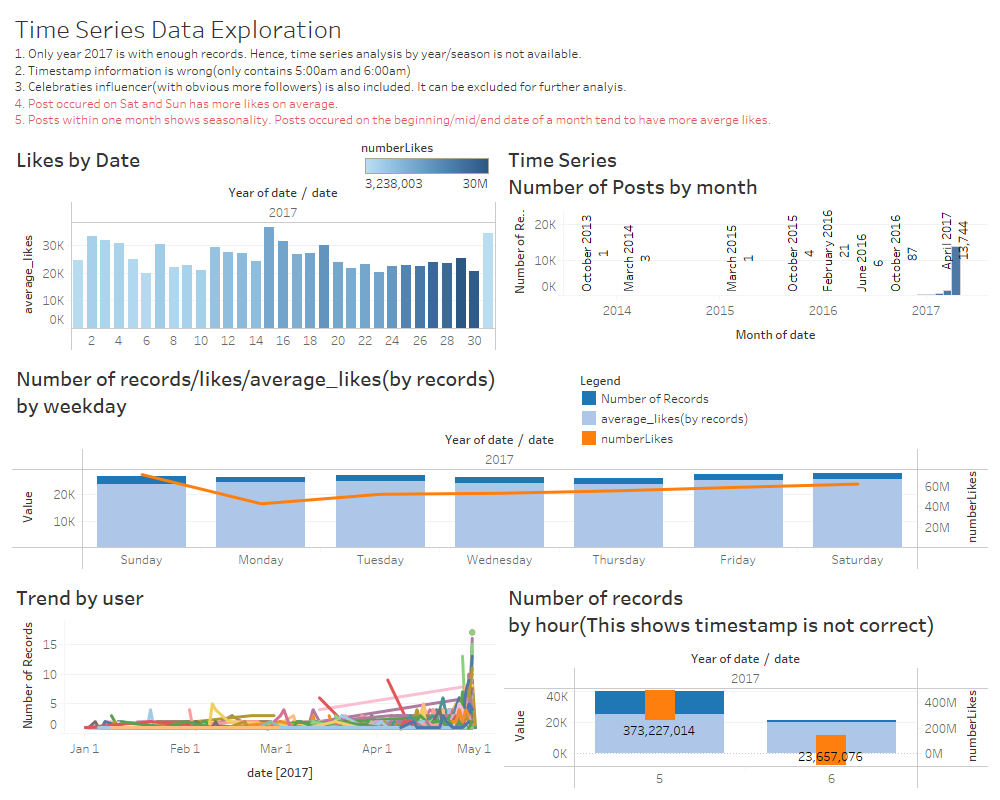 Time Series Data Exploration
1. Only year 2017 is with enough records. Hence, time series analysis by year/season is not available.
2. Timestamp information is wrong(only contains 5:00am and 6:00am)
3. Celebraties influencer(with obvious more followers) is also included. It can be excluded for further analyis.
4. Post occured on Sat and Sun has more likes on average.
5. Posts within one month shows seasonality. Posts occured on the beginning/mid/end date of a month tend to have more averge likes.
Likes by Date
numberLikes
3,238,003 30M
Year of date / date
2017
average_likes
30K
20K
10K
0K
2 4 6 8 10 12 14 16 18 20 22 24 26 28 30
Time Series
Number of Posts by month
Number of Re..
20K
10K
0K
October 2013
1
March 2014
3
March 2015
1
October 2015
4
February 2016
21
June 2016
6
October 2016
87
April 2017
13,744
2014 2015 2016 2017
Month of date
Number of records/likes/average_likes(by records)
by weekday
Legend
Number of Records
average_likes(by records)
numberLikes
Year of date / date
2017
Value
20K
10K
60M
40M
20M
numberLikes
Sunday Monday Tuesday Wednesday Thursday Friday Saturday
Trend by user
Number of Records
15
10
5
0
Jan 1 Feb 1 Mar 1 Apr 1 May 1
date [2017]
Number of records
by hour(This shows timestamp is not correct)
Year of date / date
2017
Value
40K
20K
0K
373,227,014
23,657,076
400M
200M
0M
numberLikes
5 6